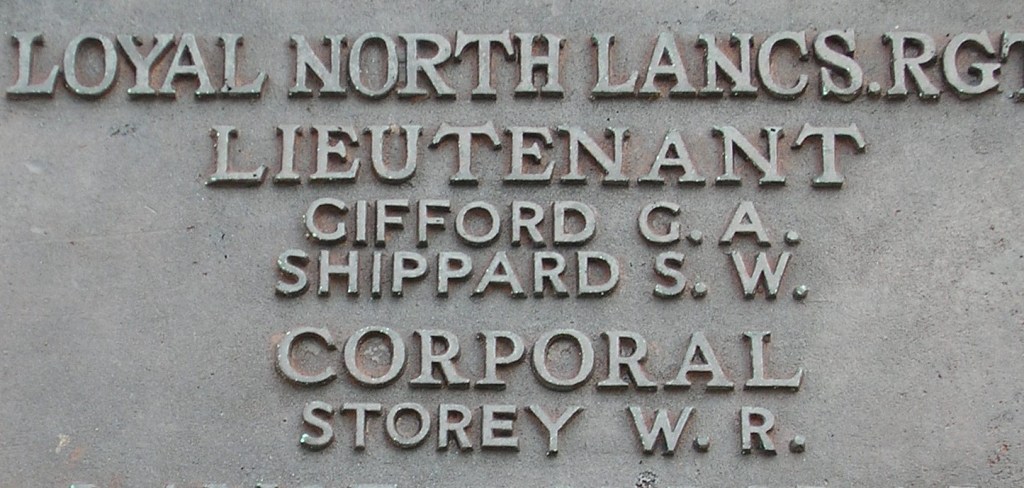 LOYAL NORTH LANCS.RGT
LIEUTENANT
GIFFORD G. A.
SHIPPARD S. W.
CORPORAL
STOREY W. R.